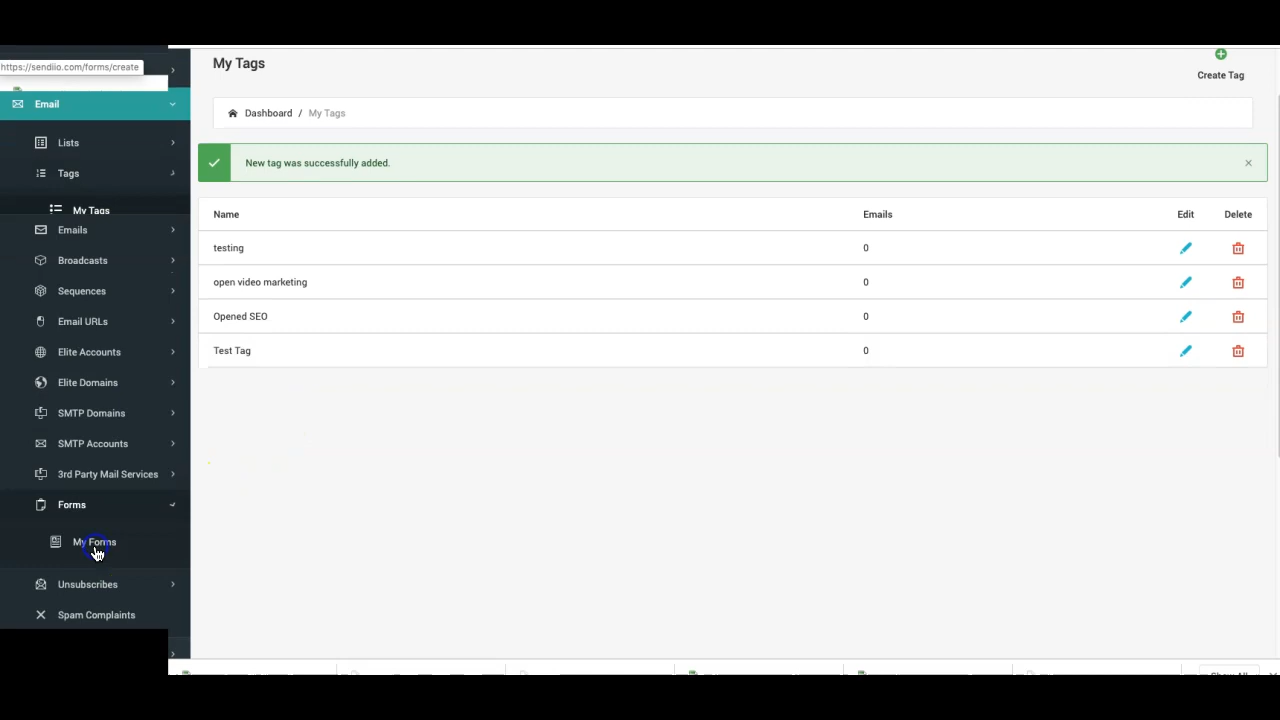 My Tags
Create Tag
https://sendiio.com/forms/create
Email
Dashboard / My Tags
Lists
New tag was successfully added.
Tags
My Tags
Name Emails Edit Delete
Emails
testing 0
Broadcasts
open video marketing 0
Sequences
Opened SEO 0
Email URLs
Test Tag 0
Elite Accounts
Elite Domains
SMTP Domains
SMTP Accounts
3rd Party Mail Services
Forms
My Forms
Unsubscribes
Spam Complaints
Show All